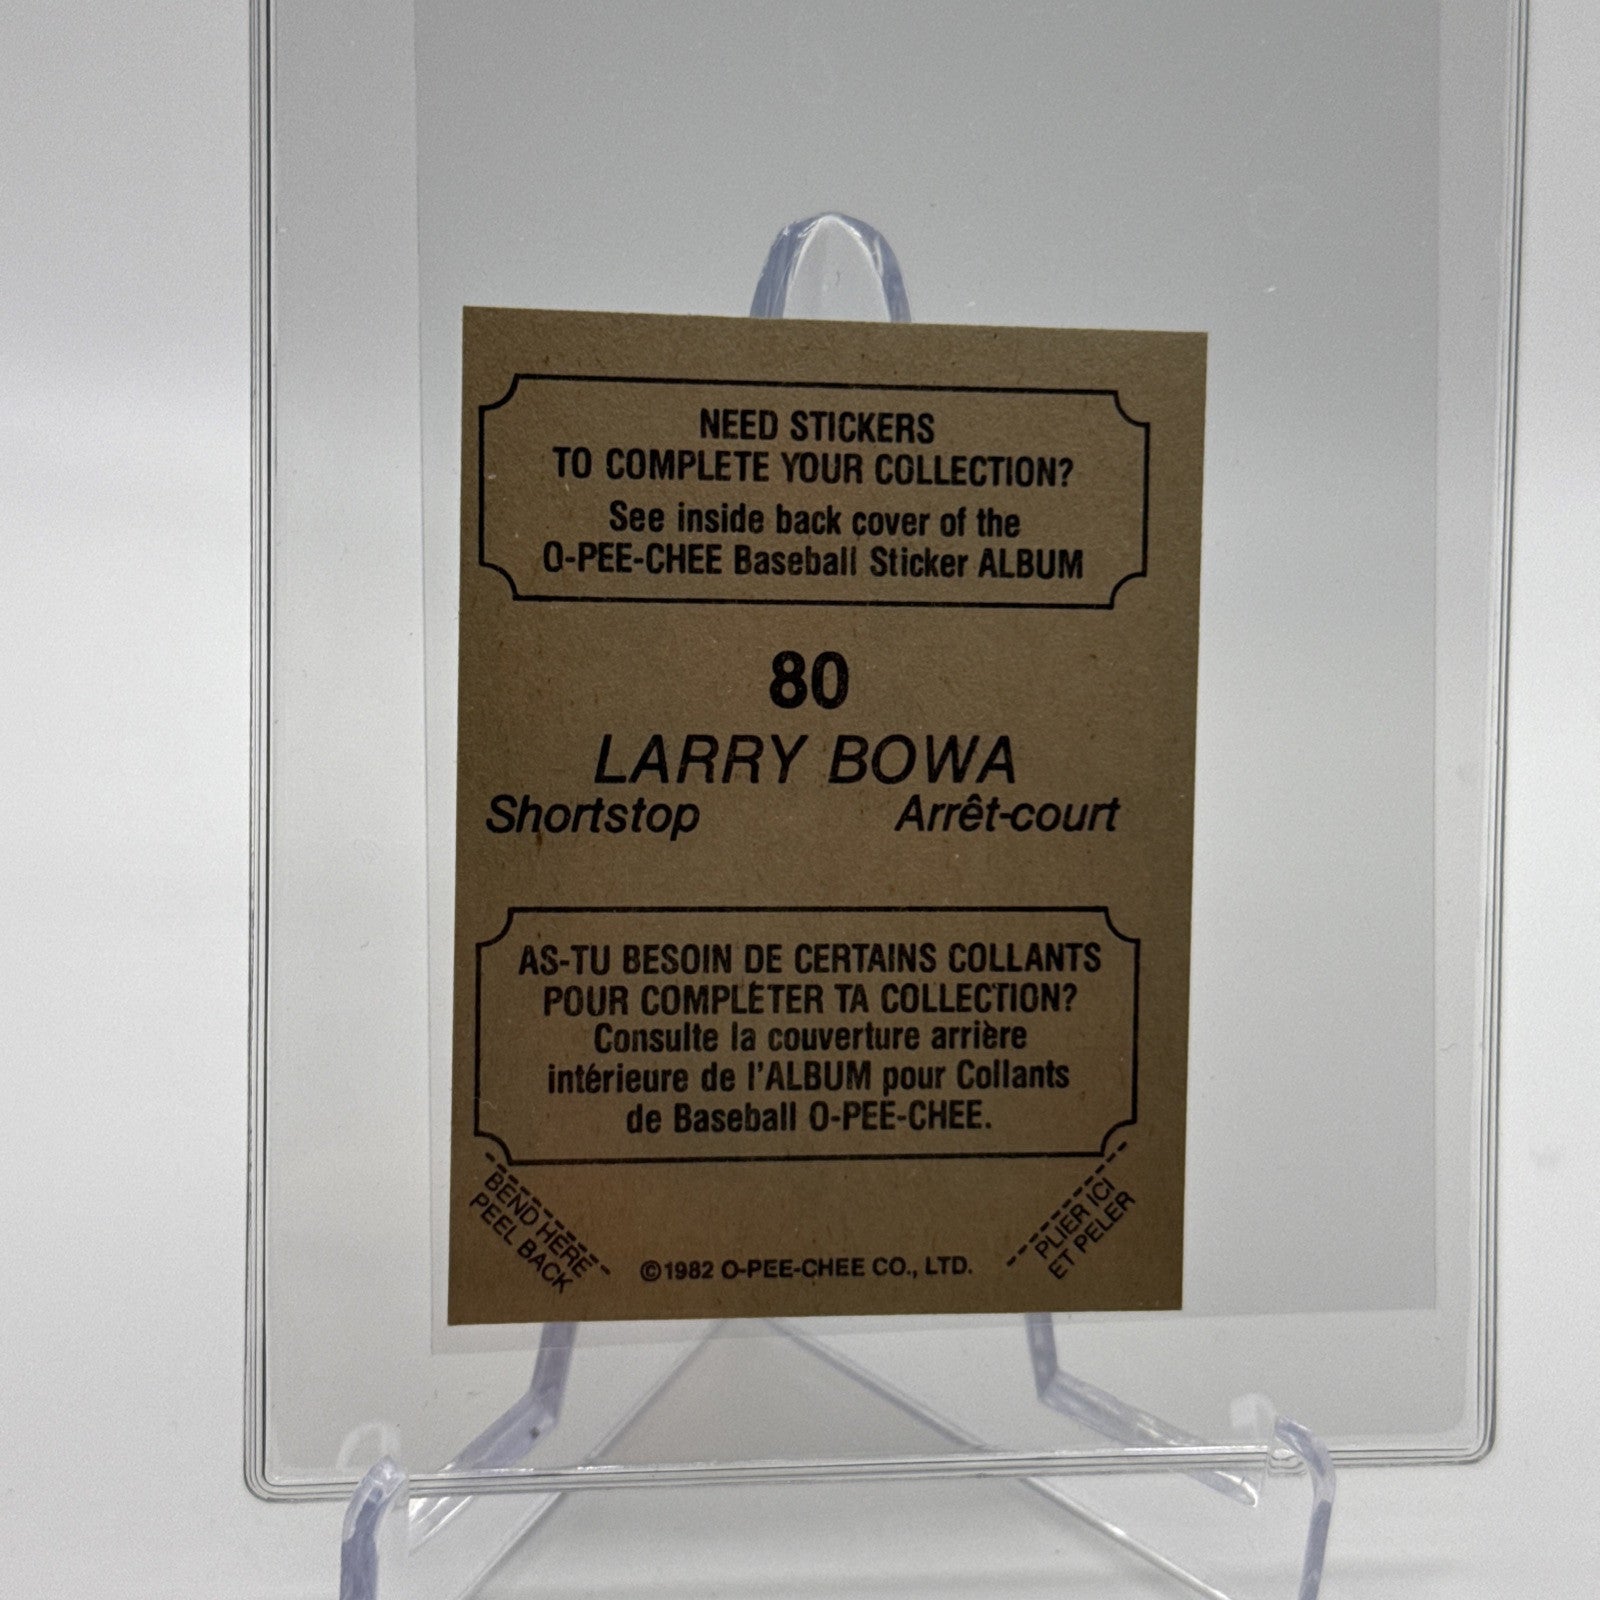 NEED STICKERS
TO COMPLETE YOUR COLLECTION?
See inside back cover of the
O-PEE-CHEE Baseball Sticker ALBUM
80
LARRY BOWA
Shortstop Arrêt-court
AS-TU BESOIN DE CERTAINS COLLANTS
POUR COMPLÉTER TA COLLECTION?
Consulte la couverture arrière
intérieure de l'ALBUM pour Collants
de Baseball O-PEE-CHEE.
BEND HERE
PEEL BACK
©1982 O-PEE-CHEE CO., LTD.
PLIER ICI
ET PELER